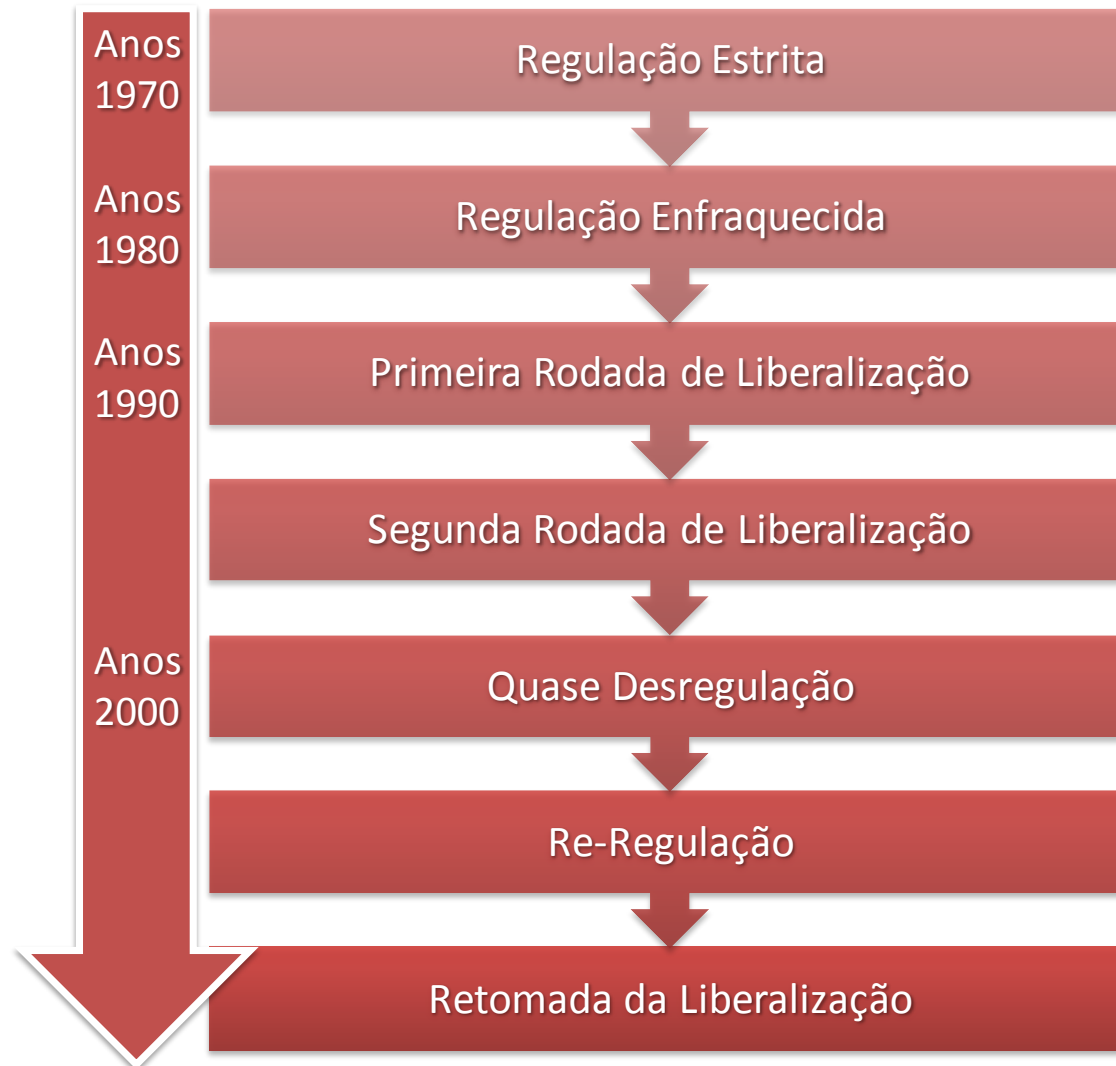 Anos
1970
Regulação Estrita
Anos
1980
Regulação Enfraquecida
Anos
1990
Primeira Rodada de Liberalização
Segunda Rodada de Liberalização
Anos
2000
Quase Desregulação
Re-Regulação
Retomada da Liberalização